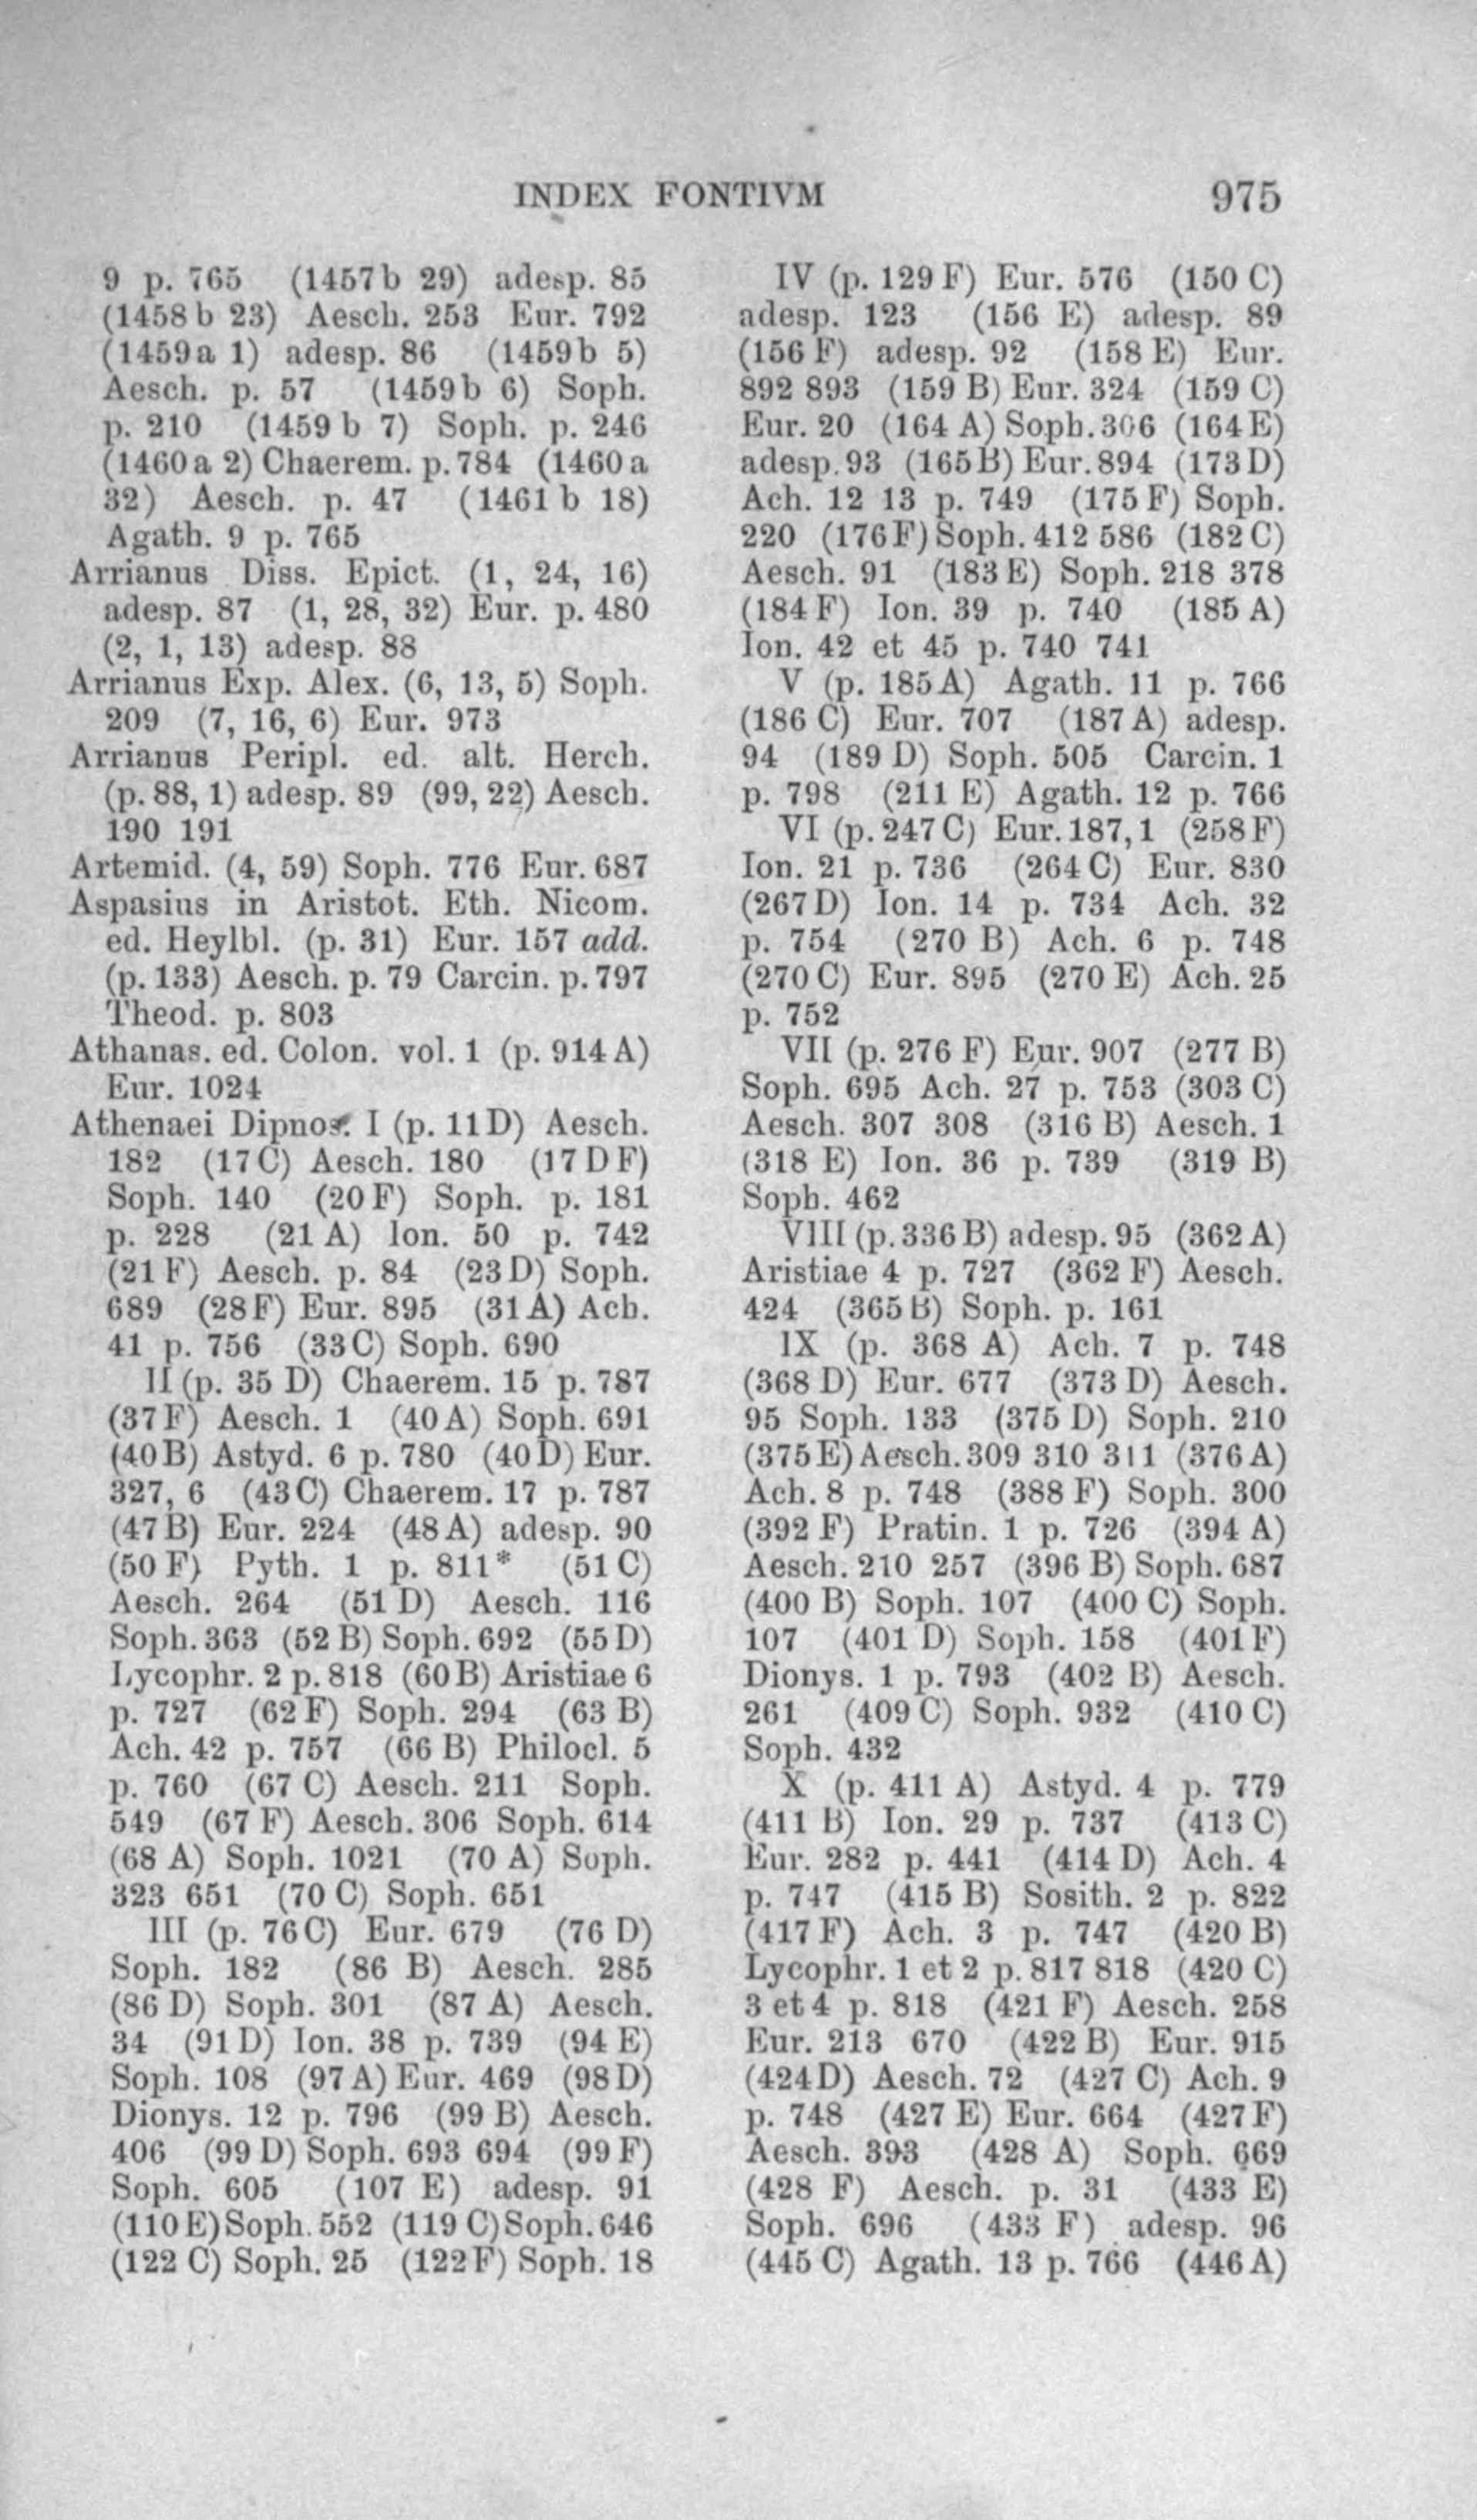 INDEX FONTIVM 975
9 p. 765 (1457b 29) adesp. 85
(1458b 23) Aesch. 253 Eur. 792
(1459a 1) adesp. 86 (1459b 5)
Aesch. p. 57 (1459b 6) Soph.
p. 210 (1459 b 7) Soph. p. 246
(1460a 2) Chaerem. p. 784 (1460a
32) Aesch. p. 47 (1461 b 18)
Agath. 9 p. 765
Arrianus Diss. Epict. (1, 24, 16)
adesp. 87 (1, 28, 32) Eur. p. 480
(2, 1, 13) adesp. 88
Arrianus Exp. Alex. (6, 13, 5) Soph.
209 (7, 16, 6) Eur. 973
Arrianus Peripl. ed. alt. Herch.
(p. 88, 1) adesp. 89 (99, 22) Aesch.
190 191
Artemid. (4, 59) Soph. 776 Eur. 687
Aspasius in Aristot. Eth. Nicom.
ed. Heylbl. (p. 31) Eur. 157 add.
(p. 133) Aesch. p. 79 Carcin. p. 797
Theod. p. 803
Athanas. ed. Colon. vol. 1 (p. 914 A)
Eur. 1024
Athenaei Dipnos. I (p. 11 D) Aesch.
182 (17 C) Aesch. 180 (17 D F)
Soph. 140 (20 F) Soph. p. 181
p. 228 (21 A) Ion. 50 p. 742
(21 F) Aesch. p. 84 (23 D) Soph.
689 (28 F) Eur. 895 (31 A) Ach.
41 p. 756 (33 C) Soph. 690
II (p. 35 D) Chaerem. 15 p. 787
(37 F) Aesch. 1 (40 A) Soph. 691
(40 B) Astyd. 6 p. 780 (40 D) Eur.
327, 6 (43 C) Chaerem. 17 p. 787
(47 B) Eur. 224 (48 A) adesp. 90
(50 F) Pyth. 1 p. 811* (51 C)
Aesch. 264 (51 D) Aesch. 116
Soph. 363 (52 B) Soph. 692 (55 D)
Lycophr. 2 p. 818 (60 B) Aristiae 6
p. 727 (62 F) Soph. 294 (63 B)
Ach. 42 p. 757 (66 B) Philocl. 5
p. 760 (67 C) Aesch. 211 Soph.
549 (67 F) Aesch. 306 Soph. 614
(68 A) Soph. 1021 (70 A) Soph.
323 651 (70 C) Soph. 651
III (p. 76 C) Eur. 679 (76 D)
Soph. 182 (86 B) Aesch. 285
(86 D) Soph. 301 (87 A) Aesch.
34 (91 D) Ion. 38 p. 739 (94 E)
Soph. 108 (97 A) Eur. 469 (98 D)
Dionys. 12 p. 796 (99 B) Aesch.
406 (99 D) Soph. 693 694 (99 F)
Soph. 605 (107 E) adesp. 91
(110 E) Soph. 552 (119 C) Soph. 646
(122 C) Soph. 25 (122 F) Soph. 18
IV (p. 129 F) Eur. 576 (150 C)
adesp. 123 (156 E) adesp. 89
(156 F) adesp. 92 (158 E) Eur.
892 893 (159 B) Eur. 324 (159 C)
Eur. 20 (164 A) Soph. 306 (164 E)
adesp. 93 (165 B) Eur. 894 (173 D)
Ach. 12 13 p. 749 (175 F) Soph.
220 (176 F) Soph. 412 586 (182 C)
Aesch. 91 (183 E) Soph. 218 378
(184 F) Ion. 39 p. 740 (185 A)
Ion. 42 et 45 p. 740 741
V (p. 185 A) Agath. 11 p. 766
(186 C) Eur. 707 (187 A) adesp.
94 (189 D) Soph. 505 Carcin. 1
p. 798 (211 E) Agath. 12 p. 766
VI (p. 247 C) Eur. 187, 1 (258 F)
Ion. 21 p. 736 (264 C) Eur. 830
(267 D) Ion. 14 p. 734 Ach. 32
p. 754 (270 B) Ach. 6 p. 748
(270 C) Eur. 895 (270 E) Ach. 25
p. 752
VII (p. 276 F) Eur. 907 (277 B)
Soph. 695 Ach. 27 p. 753 (303 C)
Aesch. 307 308 (316 B) Aesch. 1
(318 E) Ion. 36 p. 739 (319 B)
Soph. 462
VIII (p. 336 B) adesp. 95 (362 A)
Aristiae 4 p. 727 (362 F) Aesch.
424 (365 B) Soph. p. 161
IX (p. 368 A) Ach. 7 p. 748
(368 D) Eur. 677 (373 D) Aesch.
95 Soph. 133 (375 D) Soph. 210
(375 E) Aesch. 309 310 311 (376 A)
Ach. 8 p. 748 (388 F) Soph. 300
(392 F) Pratin. 1 p. 726 (394 A)
Aesch. 210 257 (396 B) Soph. 687
(400 B) Soph. 107 (400 C) Soph.
107 (401 D) Soph. 158 (401 F)
Dionys. 1 p. 793 (402 B) Aesch.
261 (409 C) Soph. 932 (410 C)
Soph. 432
X (p. 411 A) Astyd. 4 p. 779
(411 B) Ion. 29 p. 737 (413 C)
Eur. 282 p. 441 (414 D) Ach. 4
p. 747 (415 B) Sosith. 2 p. 822
(417 F) Ach. 3 p. 747 (420 B)
Lycophr. 1 et 2 p. 817 818 (420 C)
3 et 4 p. 818 (421 F) Aesch. 258
Eur. 213 670 (422 B) Eur. 915
(424 D) Aesch. 72 (427 C) Ach. 9
p. 748 (427 E) Eur. 664 (427 F)
Aesch. 393 (428 A) Soph. 669
(428 F) Aesch. p. 31 (433 E)
Soph. 696 (433 F) adesp. 96
(445 C) Agath. 13 p. 766 (446 A)